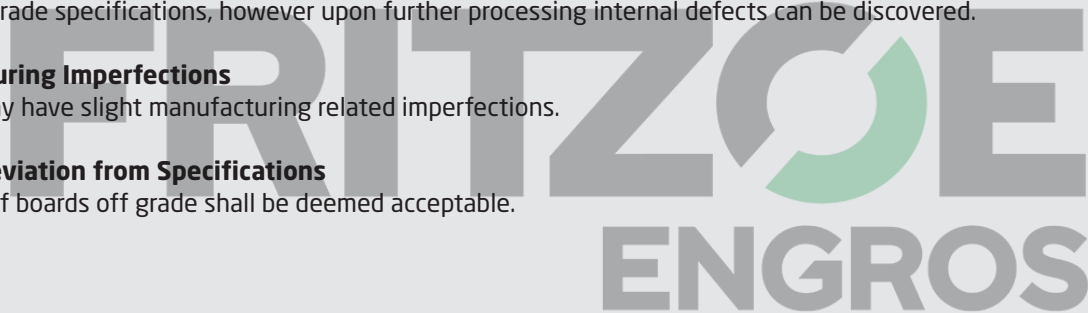 rade specifications, however upon further processing internal defects can be discovered.
uring Imperfections
y have slight manufacturing related imperfections.
eviation from Specifications
f boards off grade shall be deemed acceptable.
FRITZØE
ENGROS